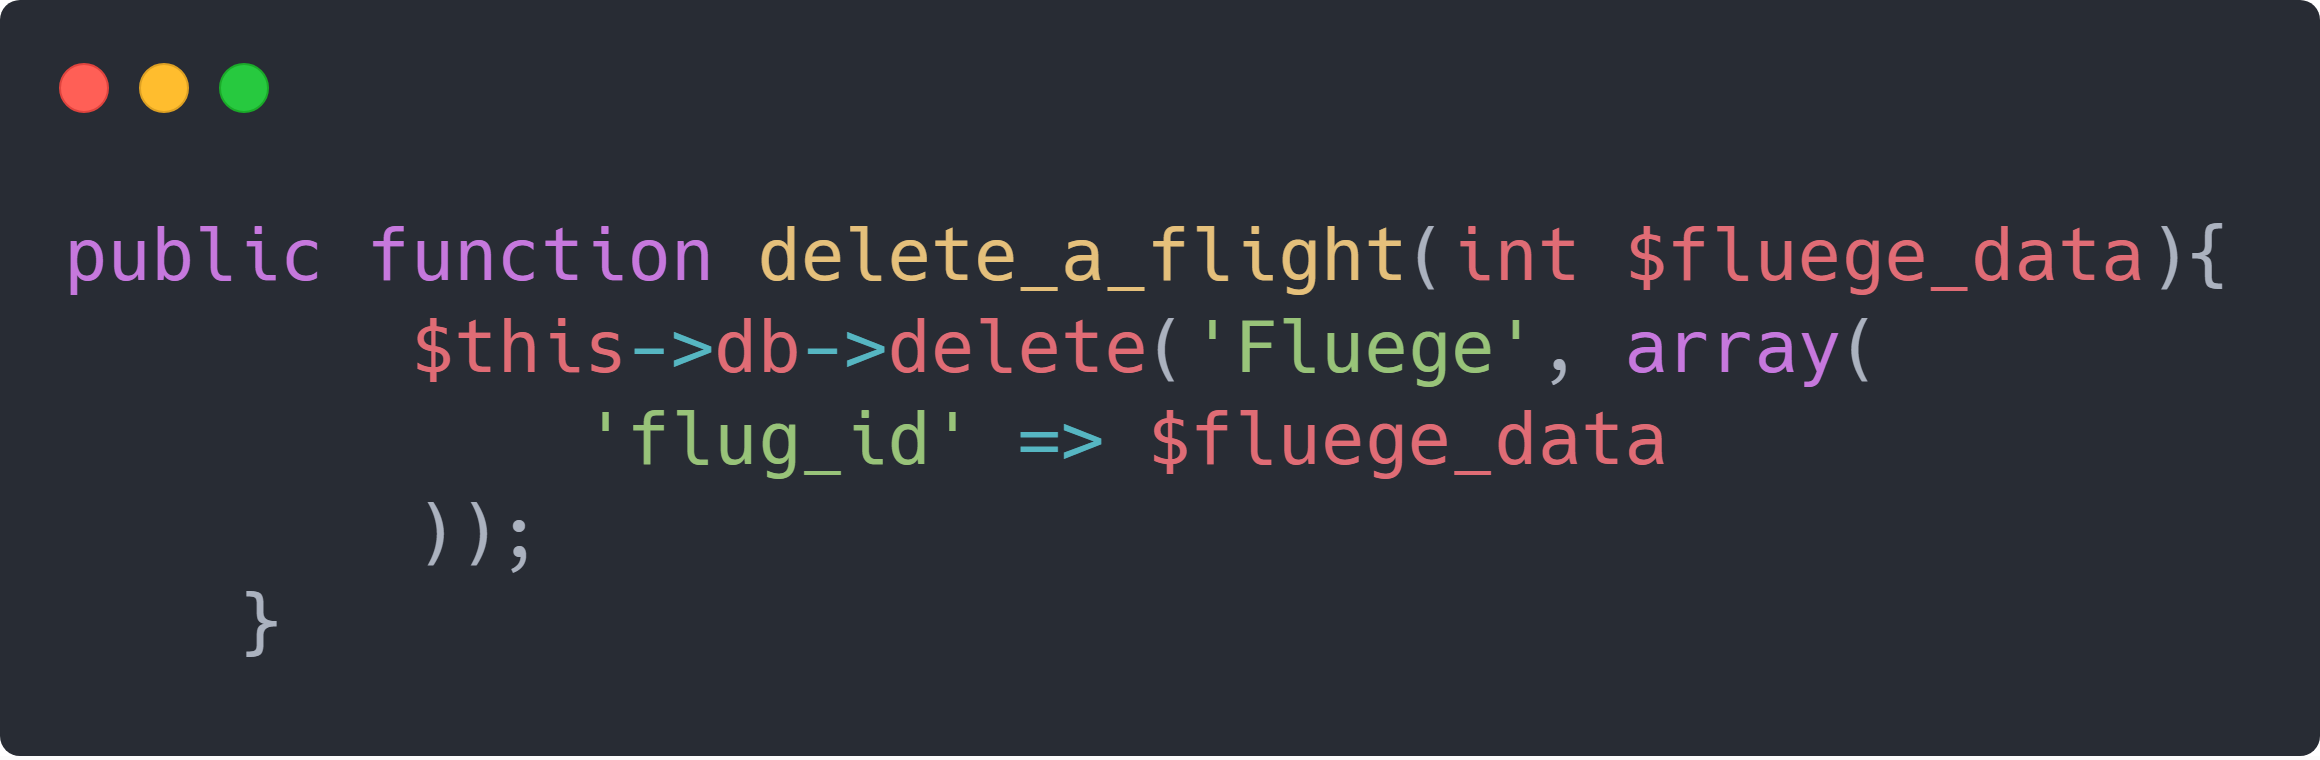 public function delete_a_flight(int $fluege_data){
        $this->db->delete('Fluege', array(
            'flug_id' => $fluege_data
        ));
    }